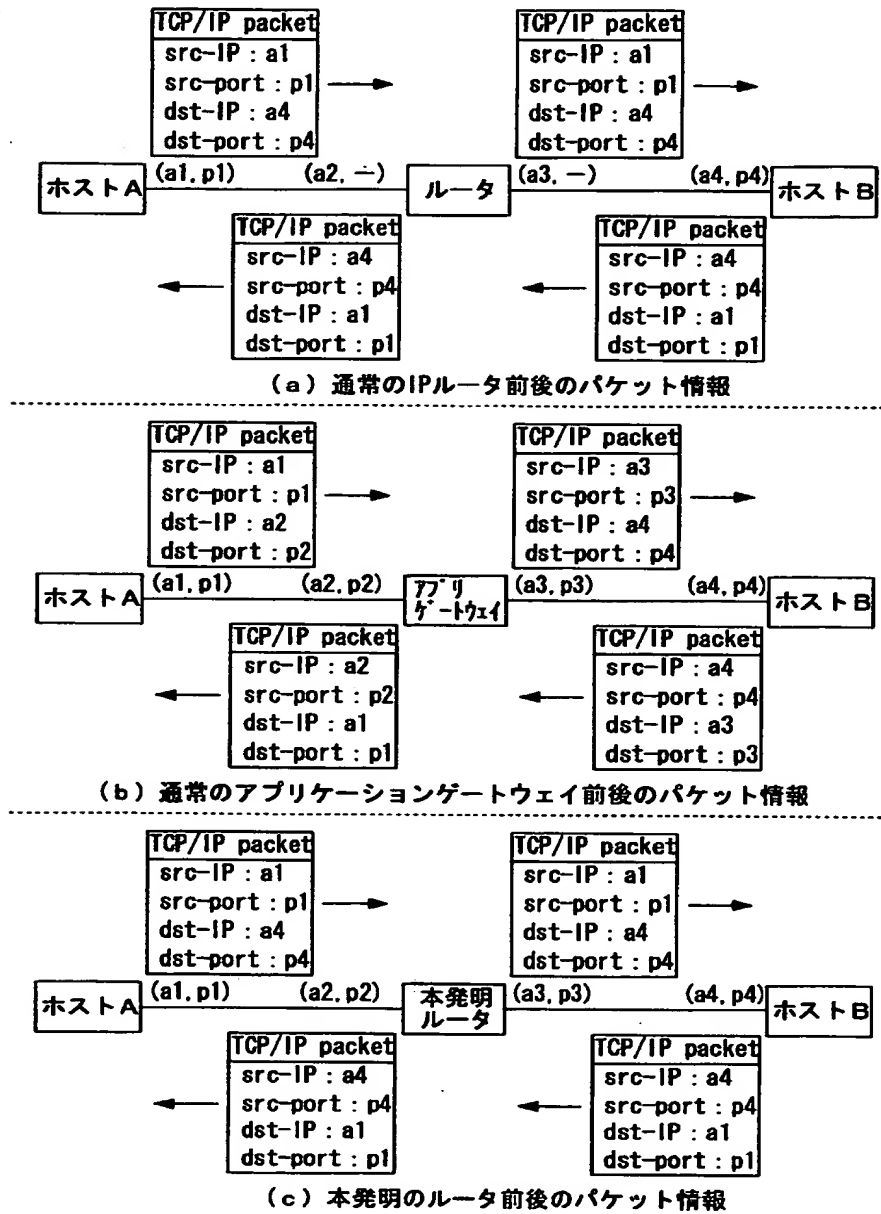 TCP/IP packet
src-IP : a1
src-port : p1
dst-IP : a4
dst-port : p4
TCP/IP packet
src-IP : a1
src-port : p1
dst-IP : a4
dst-port : p4
ホストA
(a1, p1)
(a2, −)
ルータ
(a3, −)
(a4, p4)
ホストB
TCP/IP packet
src-IP : a4
src-port : p4
dst-IP : a1
dst-port : p1
TCP/IP packet
src-IP : a4
src-port : p4
dst-IP : a1
dst-port : p1
(a) 通常のIPルータ前後のパケット情報
TCP/IP packet
src-IP : a1
src-port : p1
dst-IP : a2
dst-port : p2
TCP/IP packet
src-IP : a3
src-port : p3
dst-IP : a4
dst-port : p4
ホストA
(a1, p1)
(a2, p2)
ｱﾌﾟﾘ
ｹﾞｰﾄｳｪｲ
(a3, p3)
(a4, p4)
ホストB
TCP/IP packet
src-IP : a2
src-port : p2
dst-IP : a1
dst-port : p1
TCP/IP packet
src-IP : a4
src-port : p4
dst-IP : a3
dst-port : p3
(b) 通常のアプリケーションゲートウェイ前後のパケット情報
TCP/IP packet
src-IP : a1
src-port : p1
dst-IP : a4
dst-port : p4
TCP/IP packet
src-IP : a1
src-port : p1
dst-IP : a4
dst-port : p4
ホストA
(a1, p1)
(a2, p2)
本発明
ルータ
(a3, p3)
(a4, p4)
ホストB
TCP/IP packet
src-IP : a4
src-port : p4
dst-IP : a1
dst-port : p1
TCP/IP packet
src-IP : a4
src-port : p4
dst-IP : a1
dst-port : p1
(c) 本発明のルータ前後のパケット情報